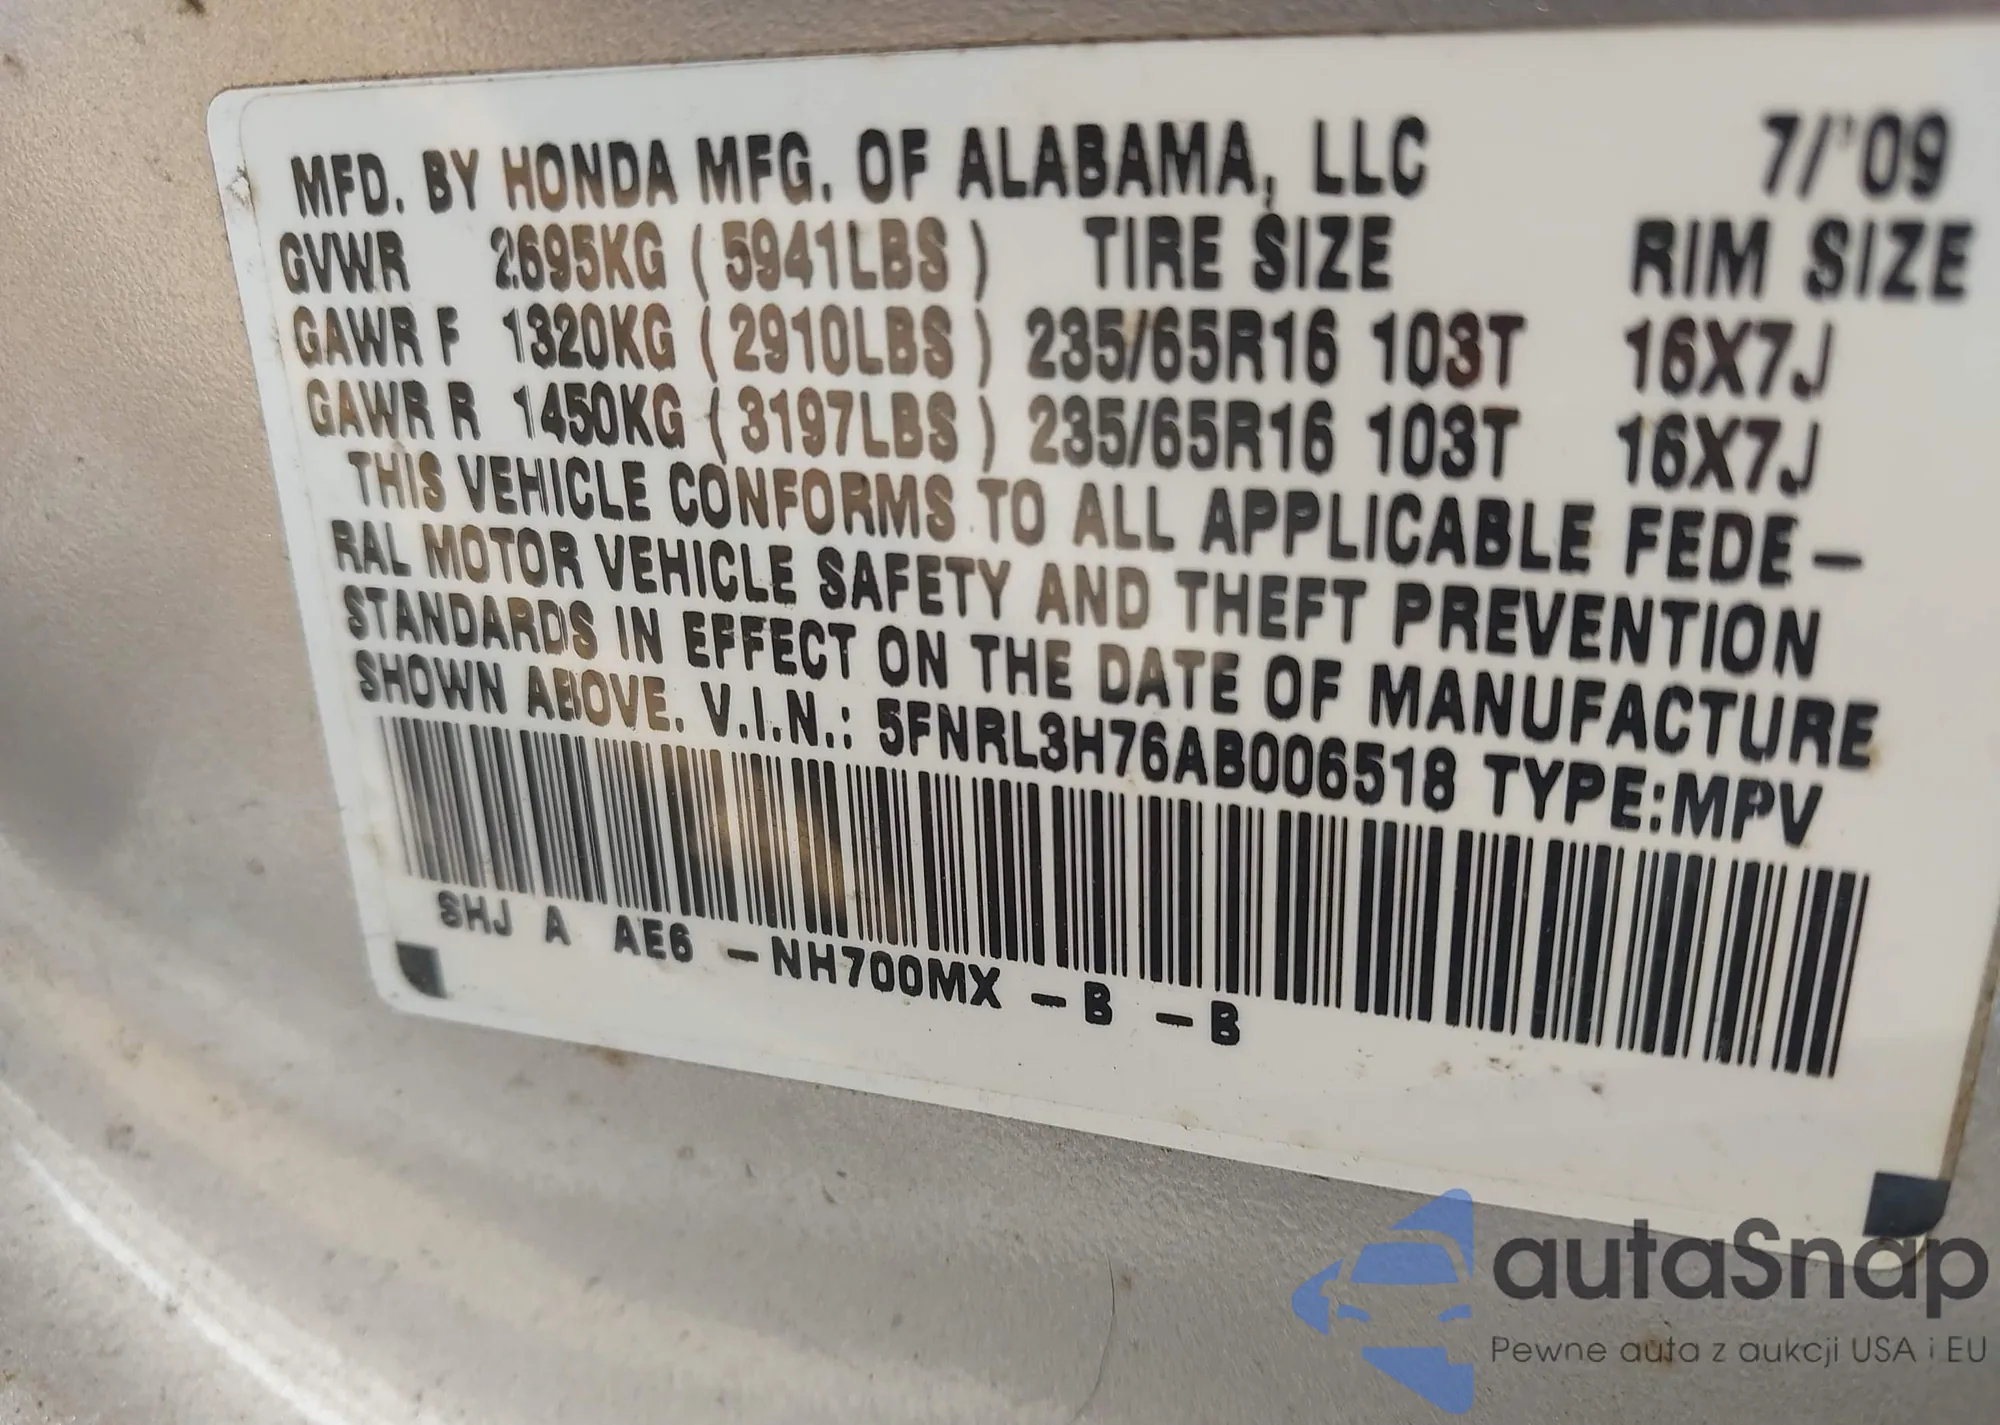 MFD. BY HONDA MFG. OF ALABAMA, LLC 7/'09
GVWR 2695KG ( 5941LBS ) TIRE SIZE RIM SIZE
GAWR F 1320KG ( 2910LBS ) 235/65R16 103T 16X7J
GAWR R 1450KG ( 3197LBS ) 235/65R16 103T 16X7J
THIS VEHICLE CONFORMS TO ALL APPLICABLE FEDE-
RAL MOTOR VEHICLE SAFETY AND THEFT PREVENTION
STANDARDS IN EFFECT ON THE DATE OF MANUFACTURE
SHOWN ABOVE. V.I.N.: 5FNRL3H76AB006518 TYPE:MPV
SHJ A AE6 -NH700MX -B -B
autaSnap
Pewne auta z aukcji USA i EU